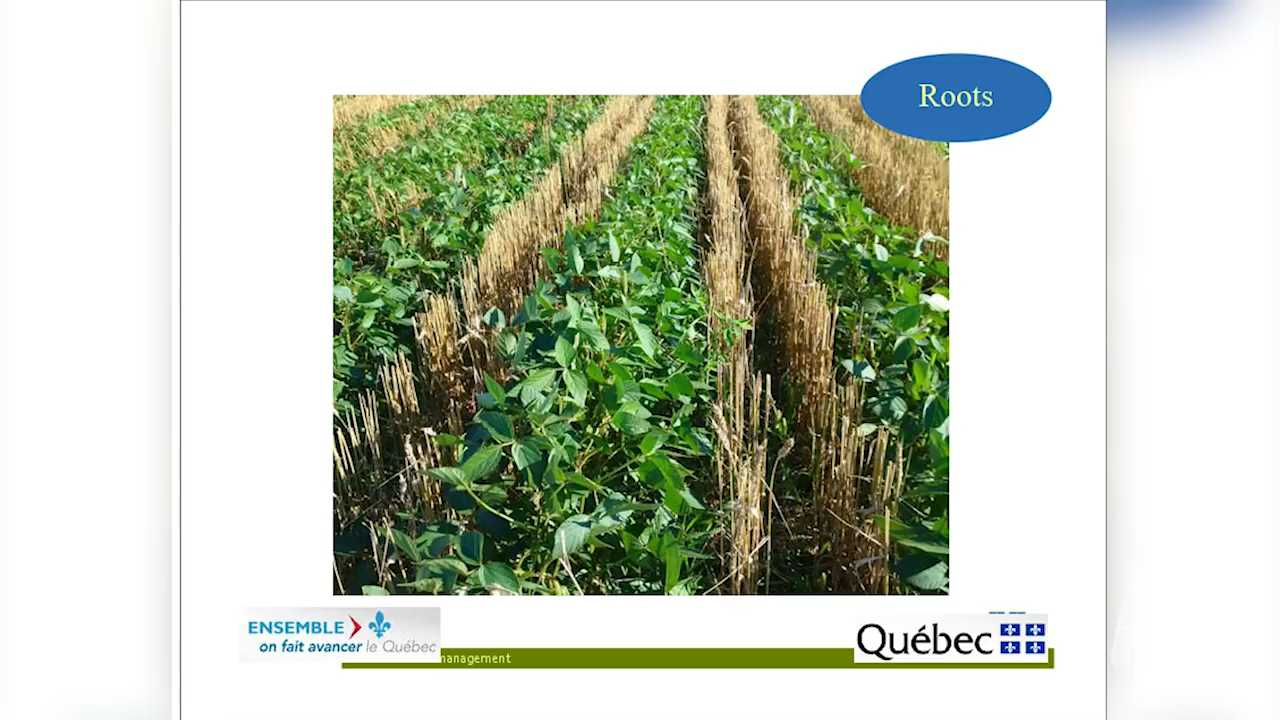 Roots
ENSEMBLE
on fait avancer le Québec
management
Québec